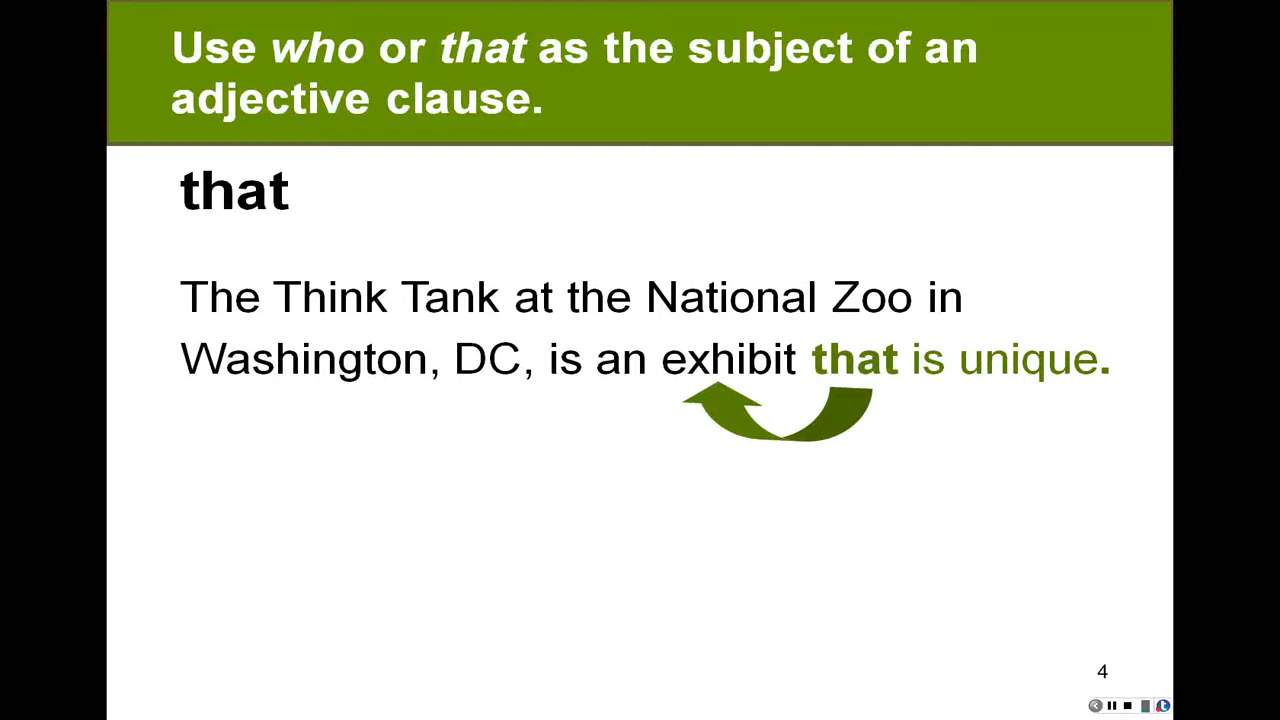 Use who or that as the subject of an
adjective clause.
that
The Think Tank at the National Zoo in
Washington, DC, is an exhibit that is unique.
4